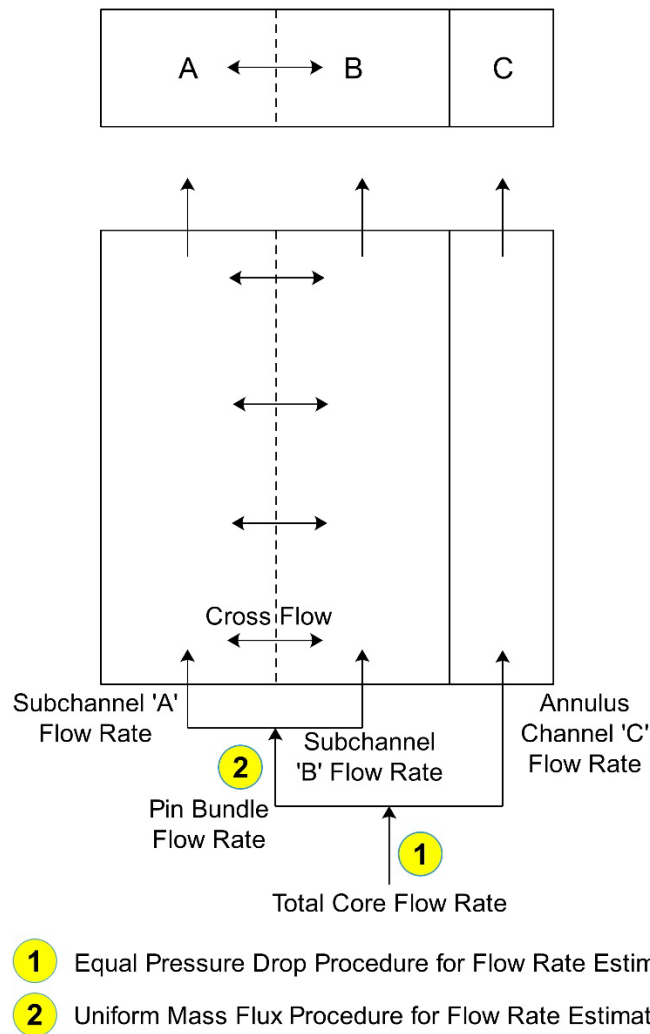 A
B
C
Cross Flow
Subchannel 'A'
Flow Rate
Subchannel
'B' Flow Rate
Annulus
Channel 'C'
Flow Rate
2
Pin Bundle
Flow Rate
1
Total Core Flow Rate
1 Equal Pressure Drop Procedure for Flow Rate Estim
2 Uniform Mass Flux Procedure for Flow Rate Estimat